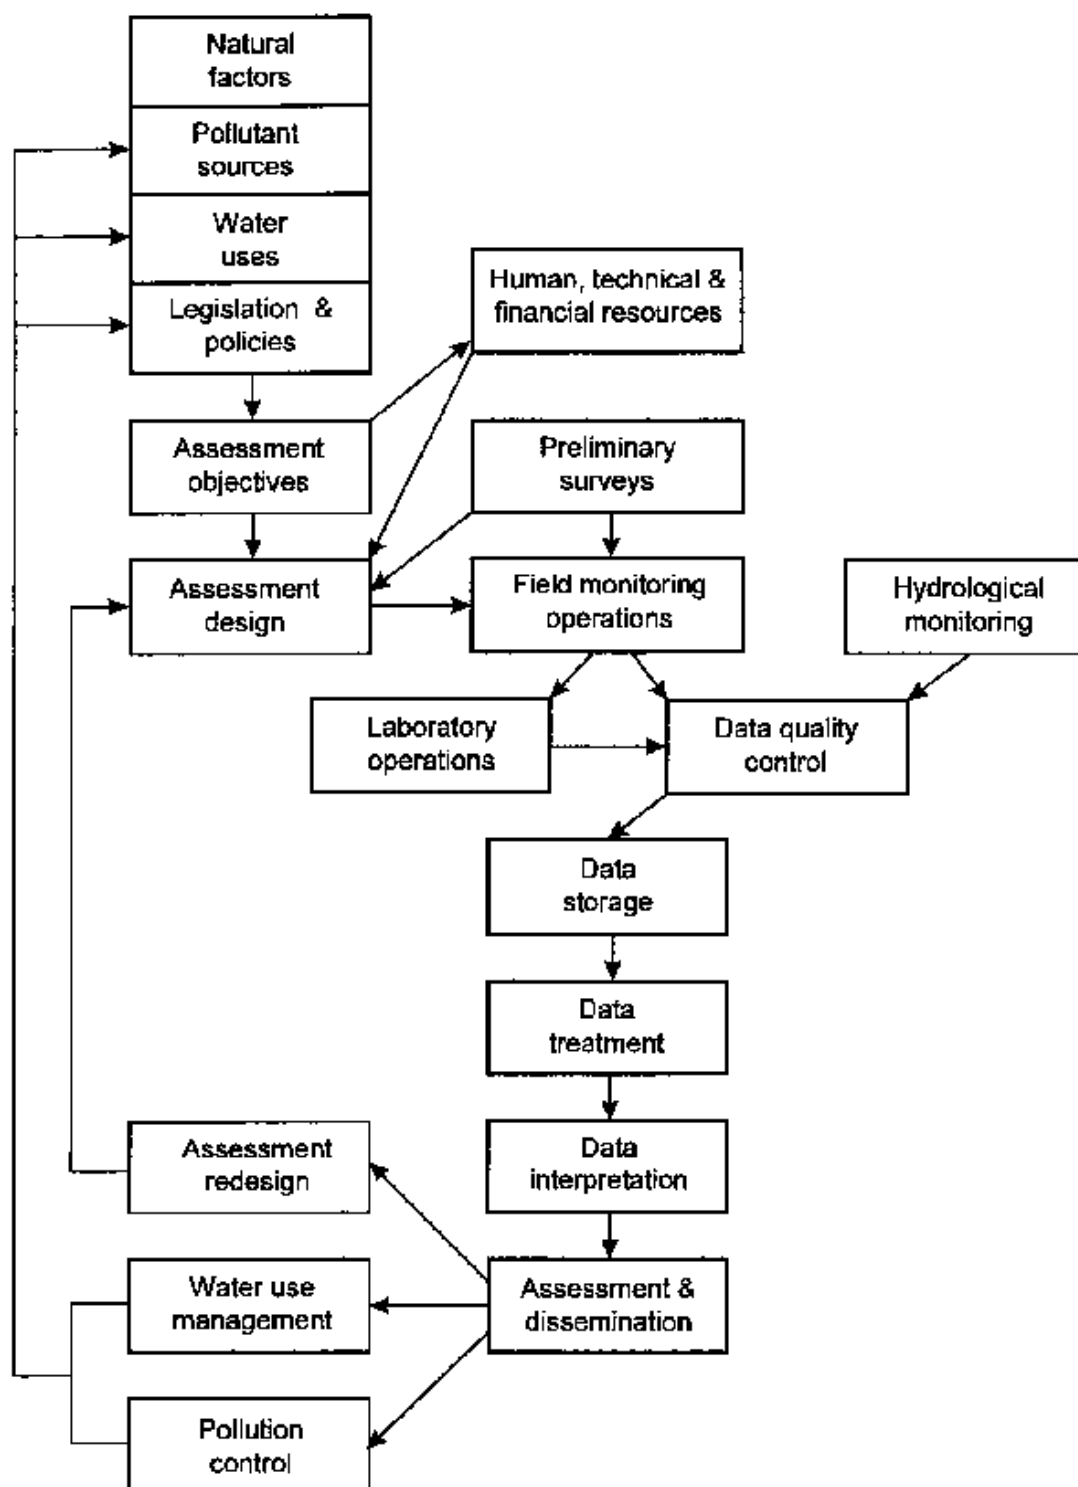 Natural
factors
Pollutant
sources
Water
uses
Legislation &
policies
Human, technical &
financial resources
Assessment
objectives
Preliminary
surveys
Assessment
design
Field monitoring
operations
Hydrological
monitoring
Laboratory
operations
Data quality
control
Data
storage
Data
treatment
Assessment
redesign
Data
interpretation
Water use
management
Assessment &
dissemination
Pollution
control